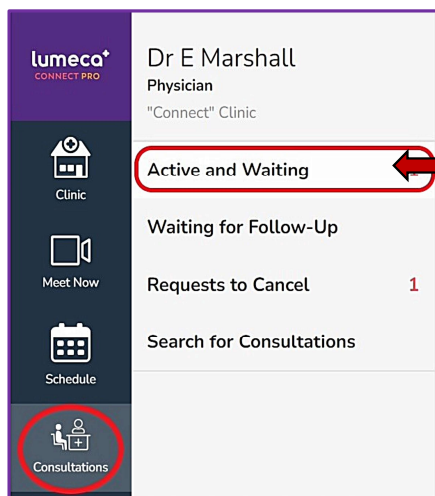 lumeca+
CONNECT PRO
Clinic
Meet Now
Schedule
Consultations
Dr E Marshall
Physician
"Connect" Clinic
Active and Waiting
Waiting for Follow-Up
Requests to Cancel 1
Search for Consultations